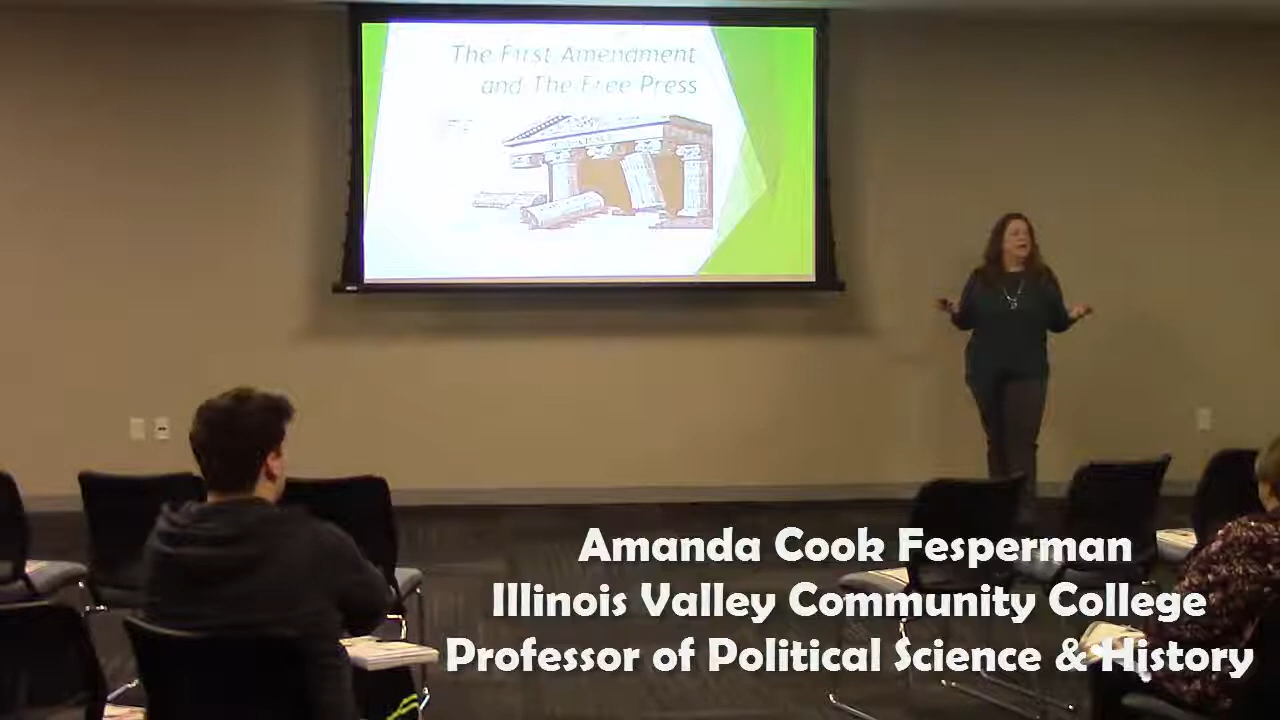 The First Amendment
and The Free Press
Amanda Cook Fesperman
Illinois Valley Community College
Professor of Political Science & History